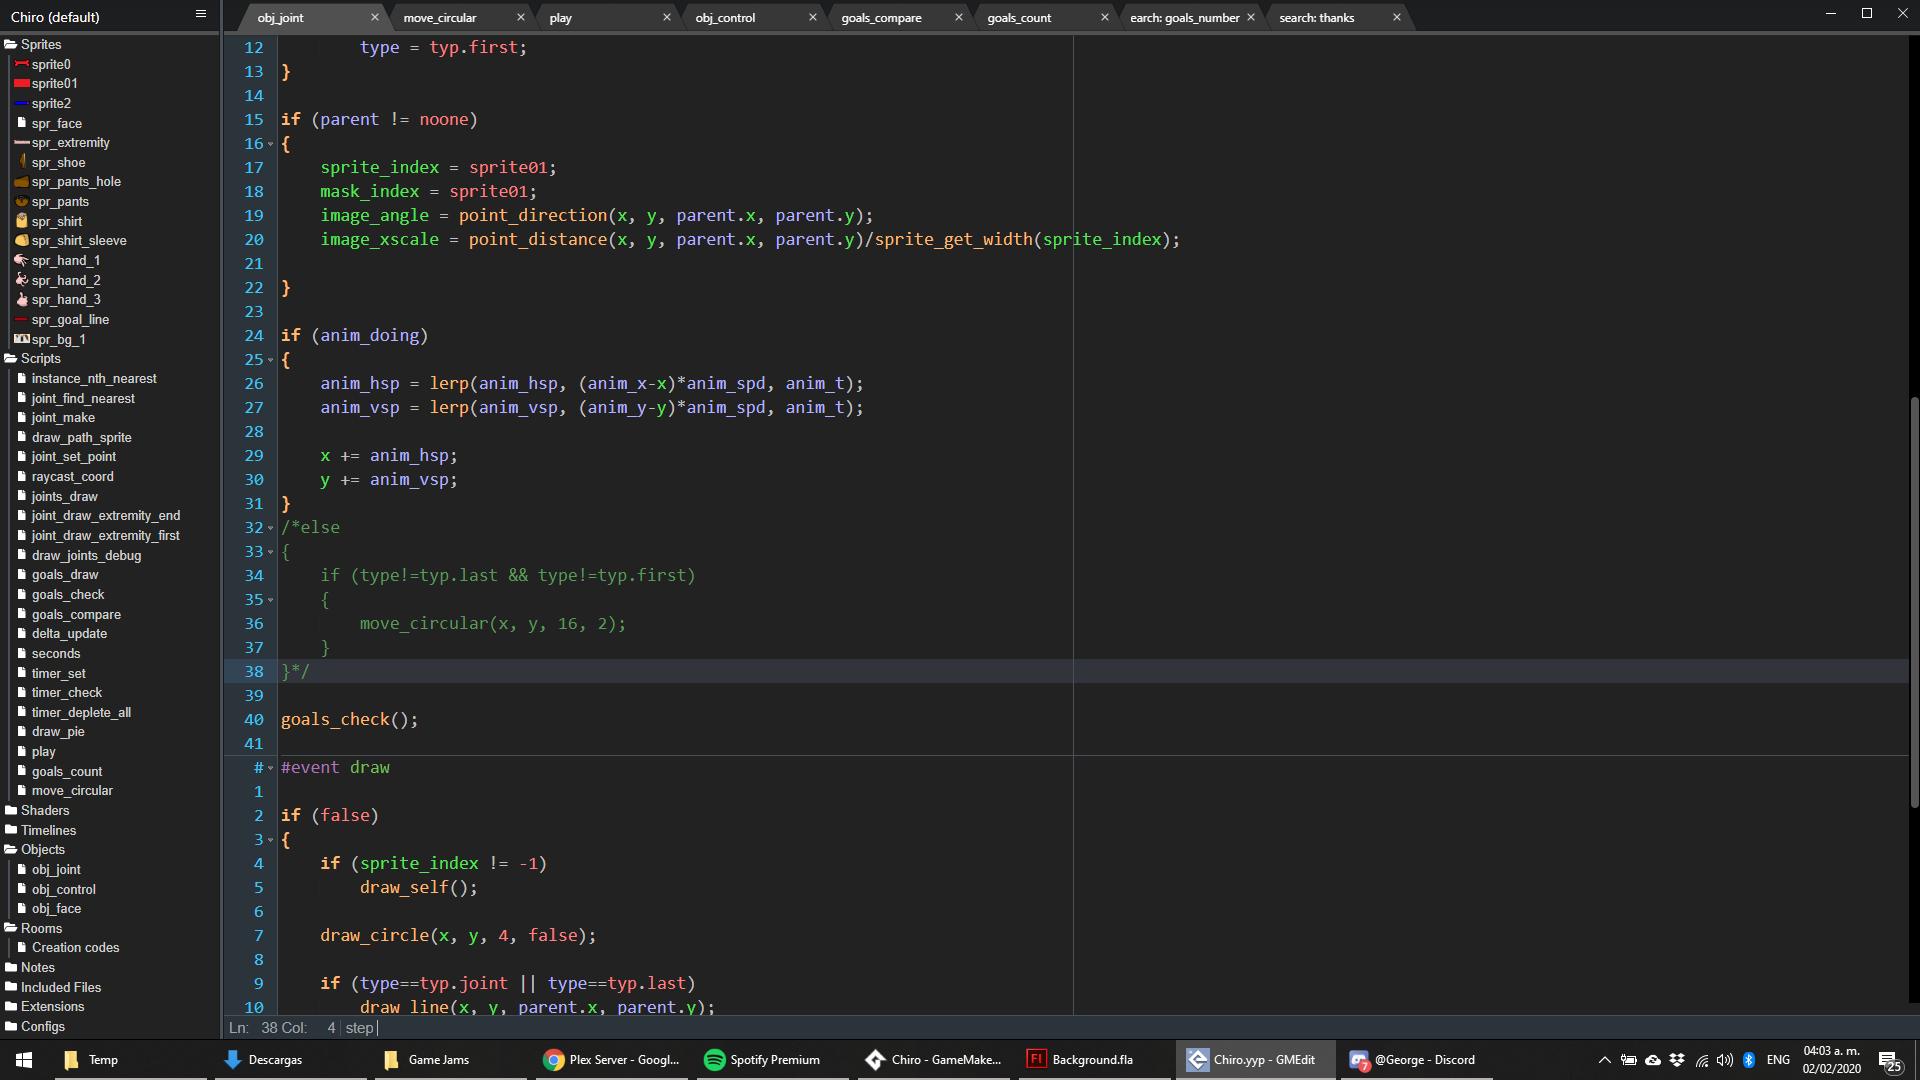 Chiro (default)
obj_joint
move_circular
play
obj_control
goals_compare
goals_count
earch: goals_number
search: thanks
Sprites
sprite0
sprite01
sprite2
spr_face
spr_extremity
spr_shoe
spr_pants_hole
spr_pants
spr_shirt
spr_shirt_sleeve
spr_hand_1
spr_hand_2
spr_hand_3
spr_goal_line
spr_bg_1
Scripts
instance_nth_nearest
joint_find_nearest
joint_make
draw_path_sprite
joint_set_point
raycast_coord
joints_draw
joint_draw_extremity_end
joint_draw_extremity_first
draw_joints_debug
goals_draw
goals_check
goals_compare
delta_update
seconds
timer_set
timer_check
timer_deplete_all
draw_pie
play
goals_count
move_circular
Shaders
Timelines
Objects
obj_joint
obj_control
obj_face
Rooms
Creation codes
Notes
Included Files
Extensions
Configs
12 type = typ.first;
13 }
14
15 if (parent != noone)
16 {
17 sprite_index = sprite01;
18 mask_index = sprite01;
19 image_angle = point_direction(x, y, parent.x, parent.y);
20 image_xscale = point_distance(x, y, parent.x, parent.y)/sprite_get_width(sprite_index);
21
22 }
23
24 if (anim_doing)
25 {
26 anim_hsp = lerp(anim_hsp, (anim_x-x)*anim_spd, anim_t);
27 anim_vsp = lerp(anim_vsp, (anim_y-y)*anim_spd, anim_t);
28
29 x += anim_hsp;
30 y += anim_vsp;
31 }
32 /*else
33 {
34 if (type!=typ.last && type!=typ.first)
35 {
36 move_circular(x, y, 16, 2);
37 }
38 }*/
39
40 goals_check();
41
# #event draw
1
2 if (false)
3 {
4 if (sprite_index != -1)
5 draw_self();
6
7 draw_circle(x, y, 4, false);
8
9 if (type==typ.joint || type==typ.last)
10 draw_line(x, y, parent.x, parent.y);
Ln: 38 Col: 4 step
Temp
Descargas
Game Jams
Plex Server - Googl...
Spotify Premium
Chiro - GameMake...
Fl Background.fla
Chiro.yyp - GMEdit
7 @George - Discord
ENG
04:03 a. m.
02/02/2020
25